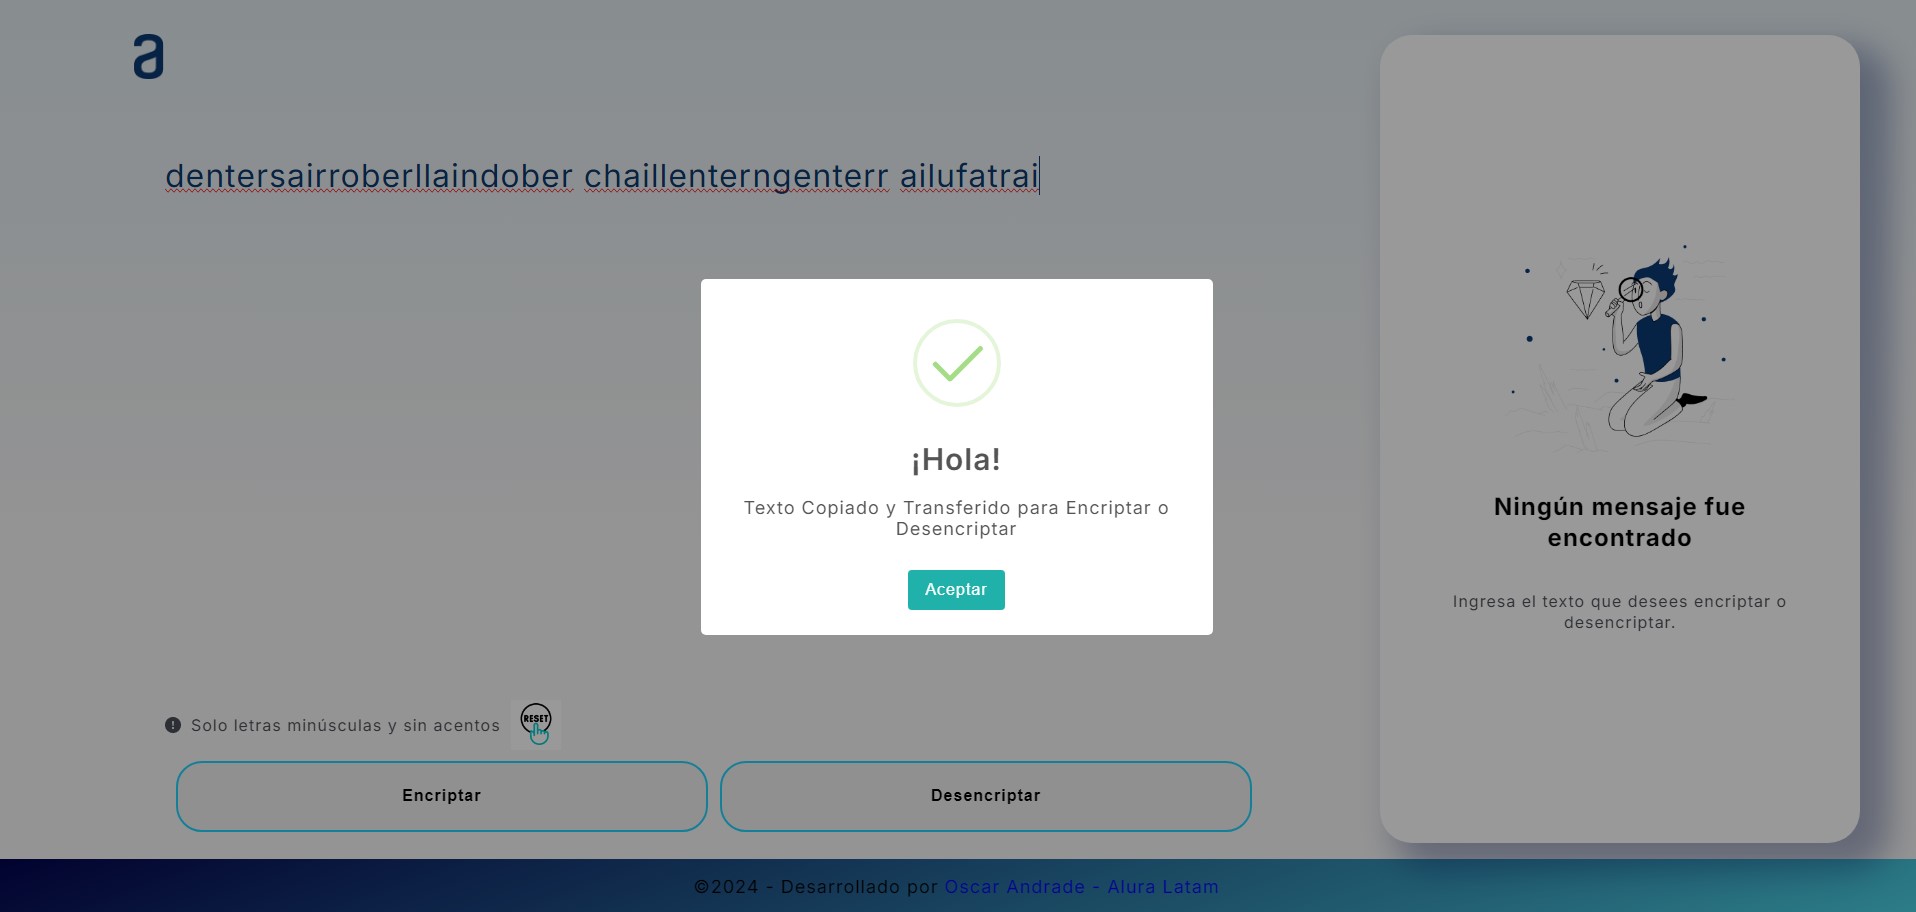 a
dentersairroberllaindober chaillenterngenterr ailufatrai
¡Hola!
Texto Copiado y Transferido para Encriptar o
Desencriptar
Aceptar
Ningún mensaje fue
encontrado
Ingresa el texto que desees encriptar o
desencriptar.
Solo letras minúsculas y sin acentos
RESET
Encriptar
Desencriptar
©2024 - Desarrollado por Oscar Andrade - Alura Latam